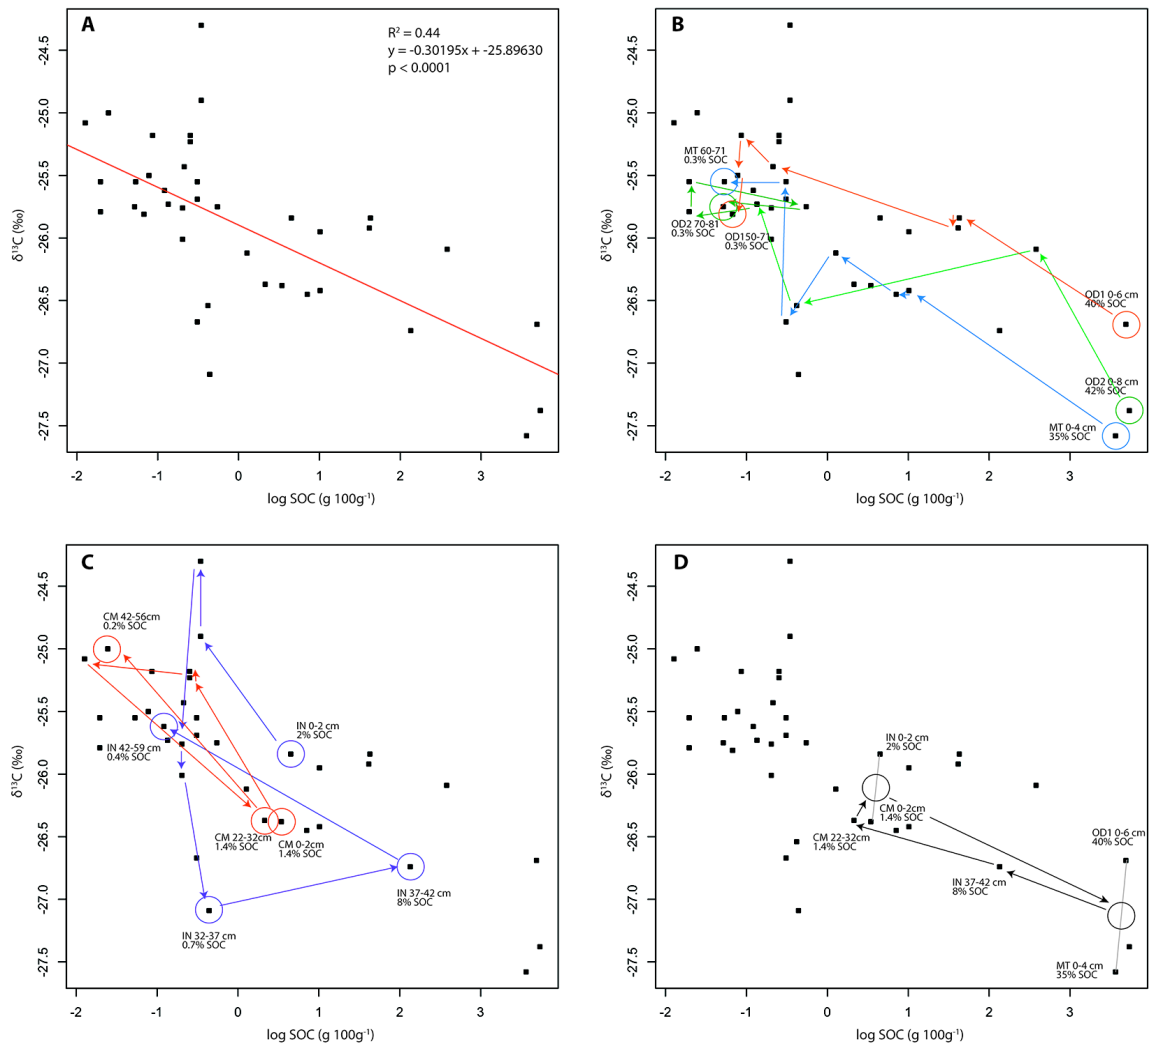 A
R² = 0.44
y = -0.30195x + -25.89630
p < 0.0001
-24.5
-25.0
-25.5
-26.0
-26.5
-27.0
-27.5
δ¹³C (‰)
-2
-1
0
1
2
3
log SOC (g 100g⁻¹)
B
MT 60-71
0.3% SOC
OD2 70-81
0.3% SOC
OD150-71
0.3% SOC
OD1 0-6 cm
40% SOC
OD2 0-8 cm
42% SOC
MT 0-4 cm
35% SOC
-24.5
-25.0
-25.5
-26.0
-26.5
-27.0
-27.5
δ¹³C (‰)
-2
-1
0
1
2
3
log SOC (g 100g⁻¹)
C
CM 42-56cm
0.2% SOC
IN 0-2 cm
2% SOC
IN 42-59 cm
0.4% SOC
CM 22-32cm
1.4% SOC
CM 0-2cm
1.4% SOC
IN 37-42 cm
8% SOC
IN 32-37 cm
0.7% SOC
-24.5
-25.0
-25.5
-26.0
-26.5
-27.0
-27.5
δ¹³C (‰)
-2
-1
0
1
2
3
log SOC (g 100g⁻¹)
D
IN 0-2 cm
2% SOC
CM 0-2cm
1.4% SOC
CM 22-32cm
1.4% SOC
OD1 0-6 cm
40% SOC
IN 37-42 cm
8% SOC
MT 0-4 cm
35% SOC
-24.5
-25.0
-25.5
-26.0
-26.5
-27.0
-27.5
δ¹³C (‰)
-2
-1
0
1
2
3
log SOC (g 100g⁻¹)